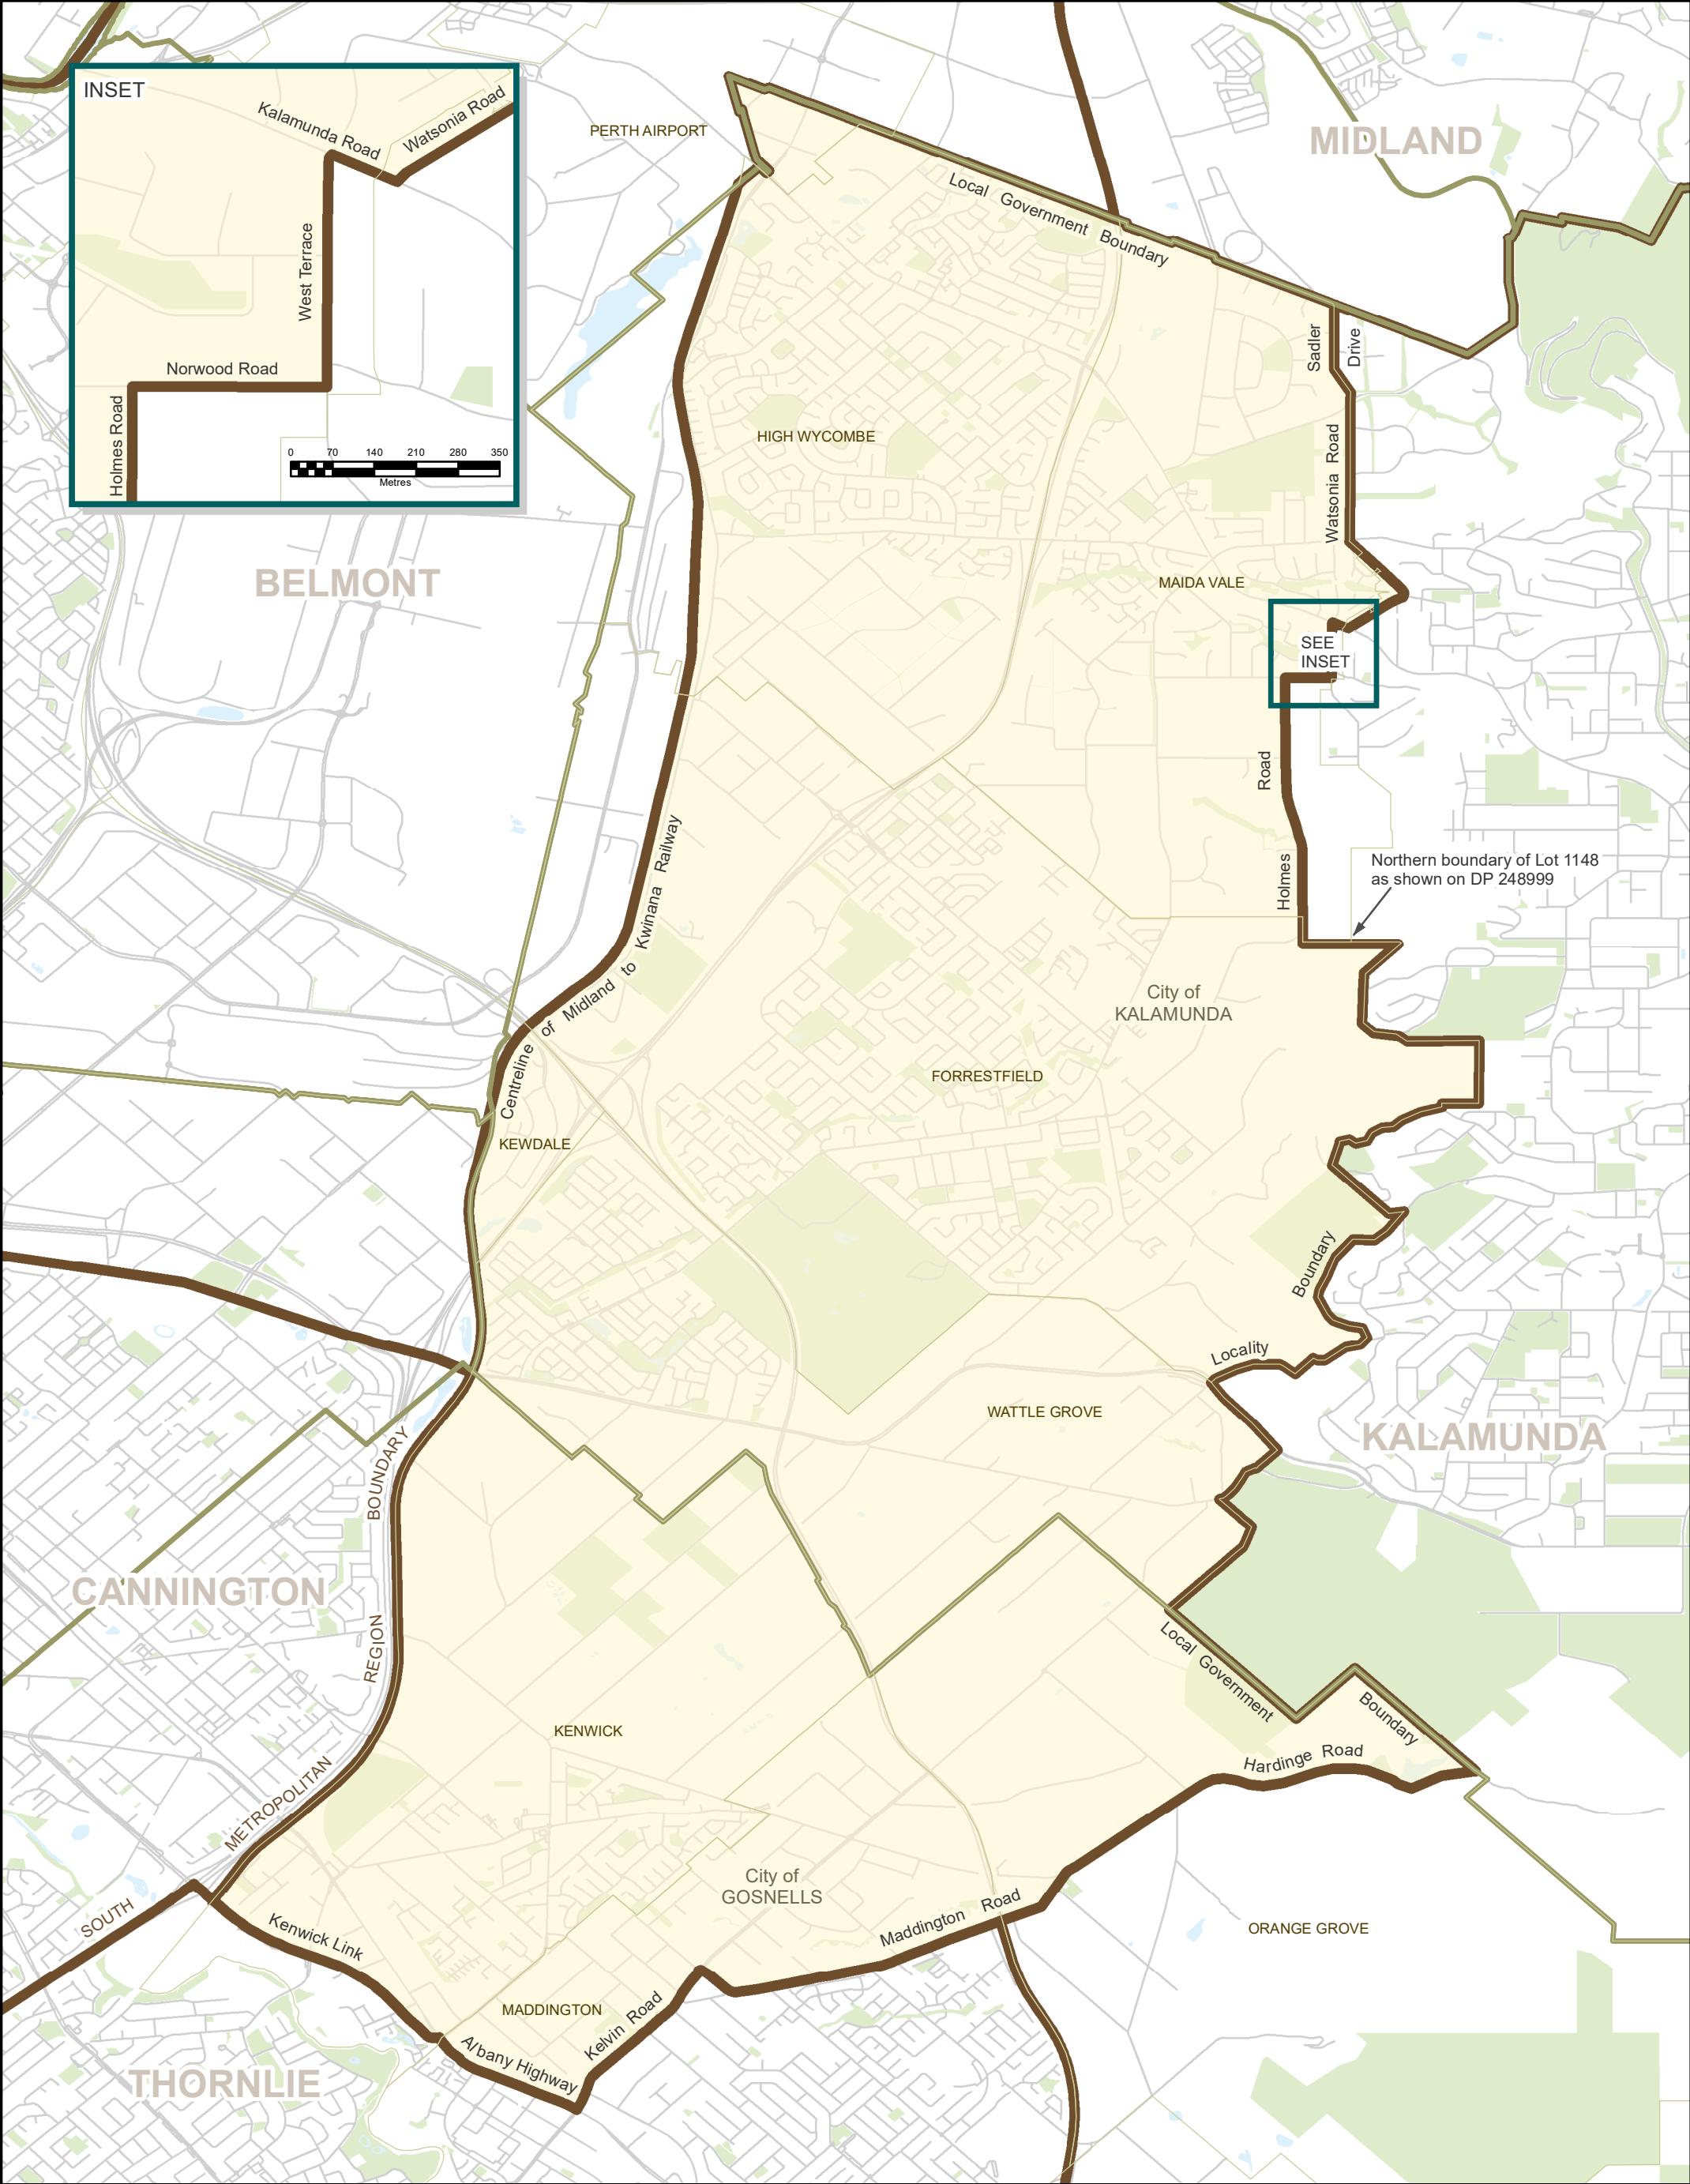 INSET
Kalamunda Road
Watsonia Road
West Terrace
Norwood Road
Holmes Road
0 70 140 210 280 350
Metres
PERTH AIRPORT
MIDLAND
Local Government Boundary
Sadler
Drive
HIGH WYCOMBE
Watsonia Road
BELMONT
MAIDA VALE
SEE
INSET
Road
Holmes
Northern boundary of Lot 1148
as shown on DP 248999
Centreline of Midland to Kwinana Railway
City of
KALAMUNDA
FORRESTFIELD
KEWDALE
Boundary
Locality
WATTLE GROVE
KALAMUNDA
CANNINGTON
SOUTH METROPOLITAN REGION BOUNDARY
Local Government Boundary
KENWICK
Hardinge Road
City of
GOSNELLS
Maddington Road
ORANGE GROVE
Kenwick Link
MADDINGTON
Kelvin Road
Albany Highway
THORNLIE